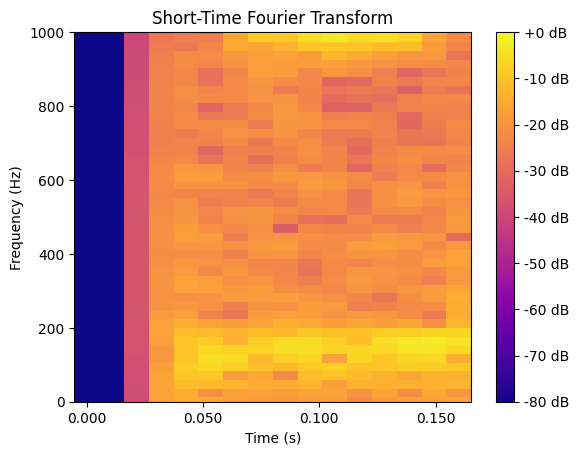 Short-Time Fourier Transform
1000
800
600
400
200
0
Frequency (Hz)
0.000
0.050
0.100
0.150
Time (s)
+0 dB
-10 dB
-20 dB
-30 dB
-40 dB
-50 dB
-60 dB
-70 dB
-80 dB